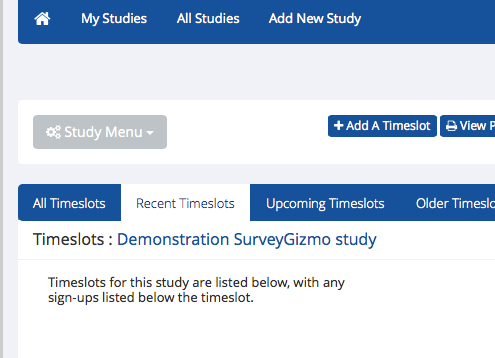 My Studies All Studies Add New Study
Study Menu
Add A Timeslot View
All Timeslots Recent Timeslots Upcoming Timeslots Older
Timeslots : Demonstration SurveyGizmo study
Timeslots for this study are listed below, with any
sign-ups listed below the timeslot.